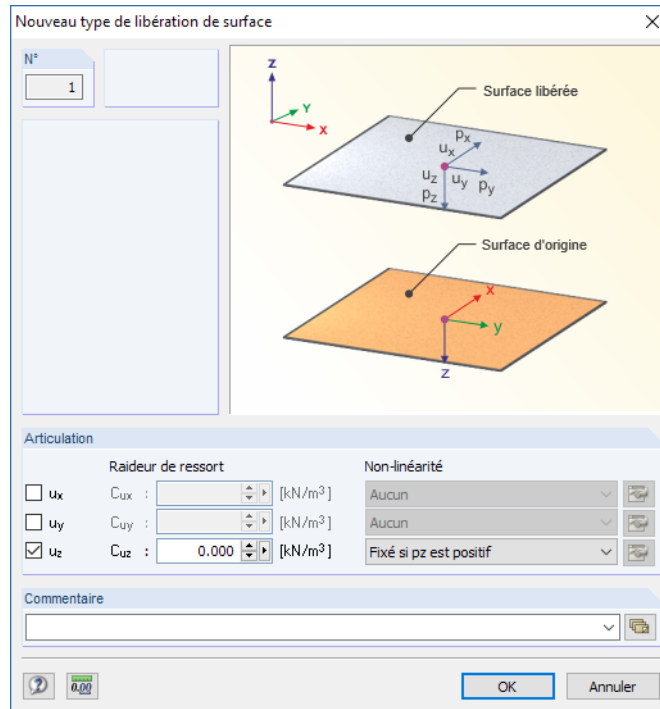 Nouveau type de libération de surface
N°
1
Z
Y
X
Surface libérée
px
ux
uz uy py
pz
Surface d'origine
x
y
z
Articulation
Raideur de ressort Non-linéarité
ux Cux : [kN/m³] Aucun
uy Cuy : [kN/m³] Aucun
uz Cuz : 0.000 [kN/m³] Fixé si pz est positif
Commentaire
0.00 OK Annuler